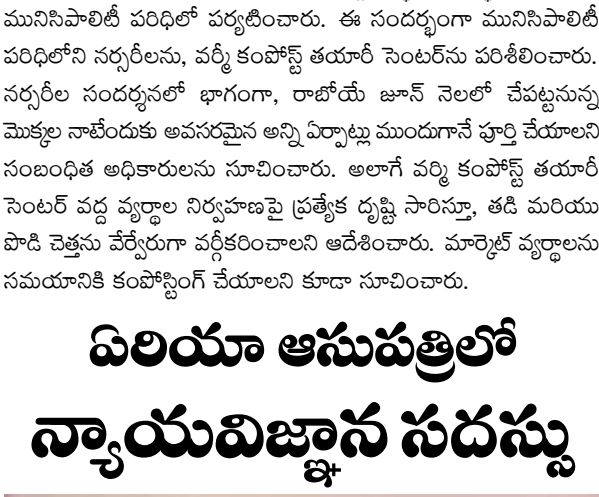 మునిసిపాలిటీ పరిధిలో పర్యటించారు. ఈ సందర్భంగా మునిసిపాలిటీ
పరిధిలోని నర్సరీలను, వర్మీ కంపోస్ట్ తయారీ సెంటర్‌ను పరిశీలించారు.
నర్సరీల సందర్శనలో భాగంగా, రాబోయే జూన్ నెలలో చేపట్టనున్న
మొక్కల నాటేందుకు అవసరమైన అన్ని ఏర్పాట్లు ముందుగానే పూర్తి చేయాలని
సంబంధిత అధికారులను సూచించారు. అలాగే వర్మి కంపోస్ట్ తయారీ
సెంటర్ వద్ద వ్యర్థాల నిర్వహణపై ప్రత్యేక దృష్టి సారిస్తూ, తడి మరియు
పొడి చెత్తను వేర్వేరుగా వర్గీకరించాలని ఆదేశించారు. మార్కెట్ వ్యర్థాలను
సమయానికి కంపోస్టింగ్ చేయాలని కూడా సూచించారు.
ఏరియా ఆసుపత్రిలో
న్యాయవిజ్ఞాన సదస్సు